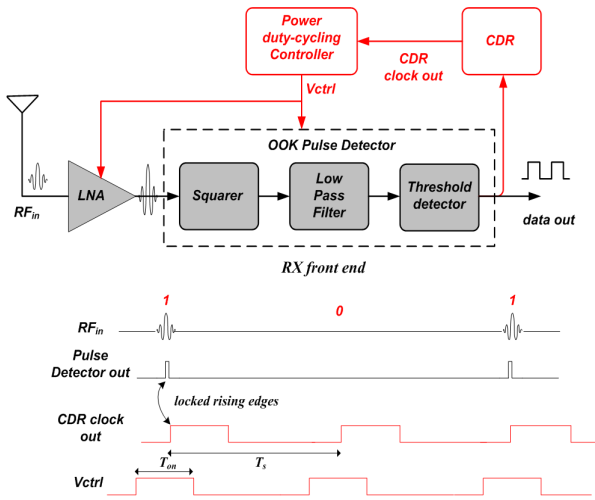 Power
duty-cycling
Controller
CDR
CDR
clock out
Vctrl
OOK Pulse Detector
RFin
LNA
Squarer
Low
Pass
Filter
Threshold
detector
data out
RX front end
1
0
1
RFin
Pulse
Detector out
locked rising edges
CDR clock
out
Ton
Ts
Vctrl